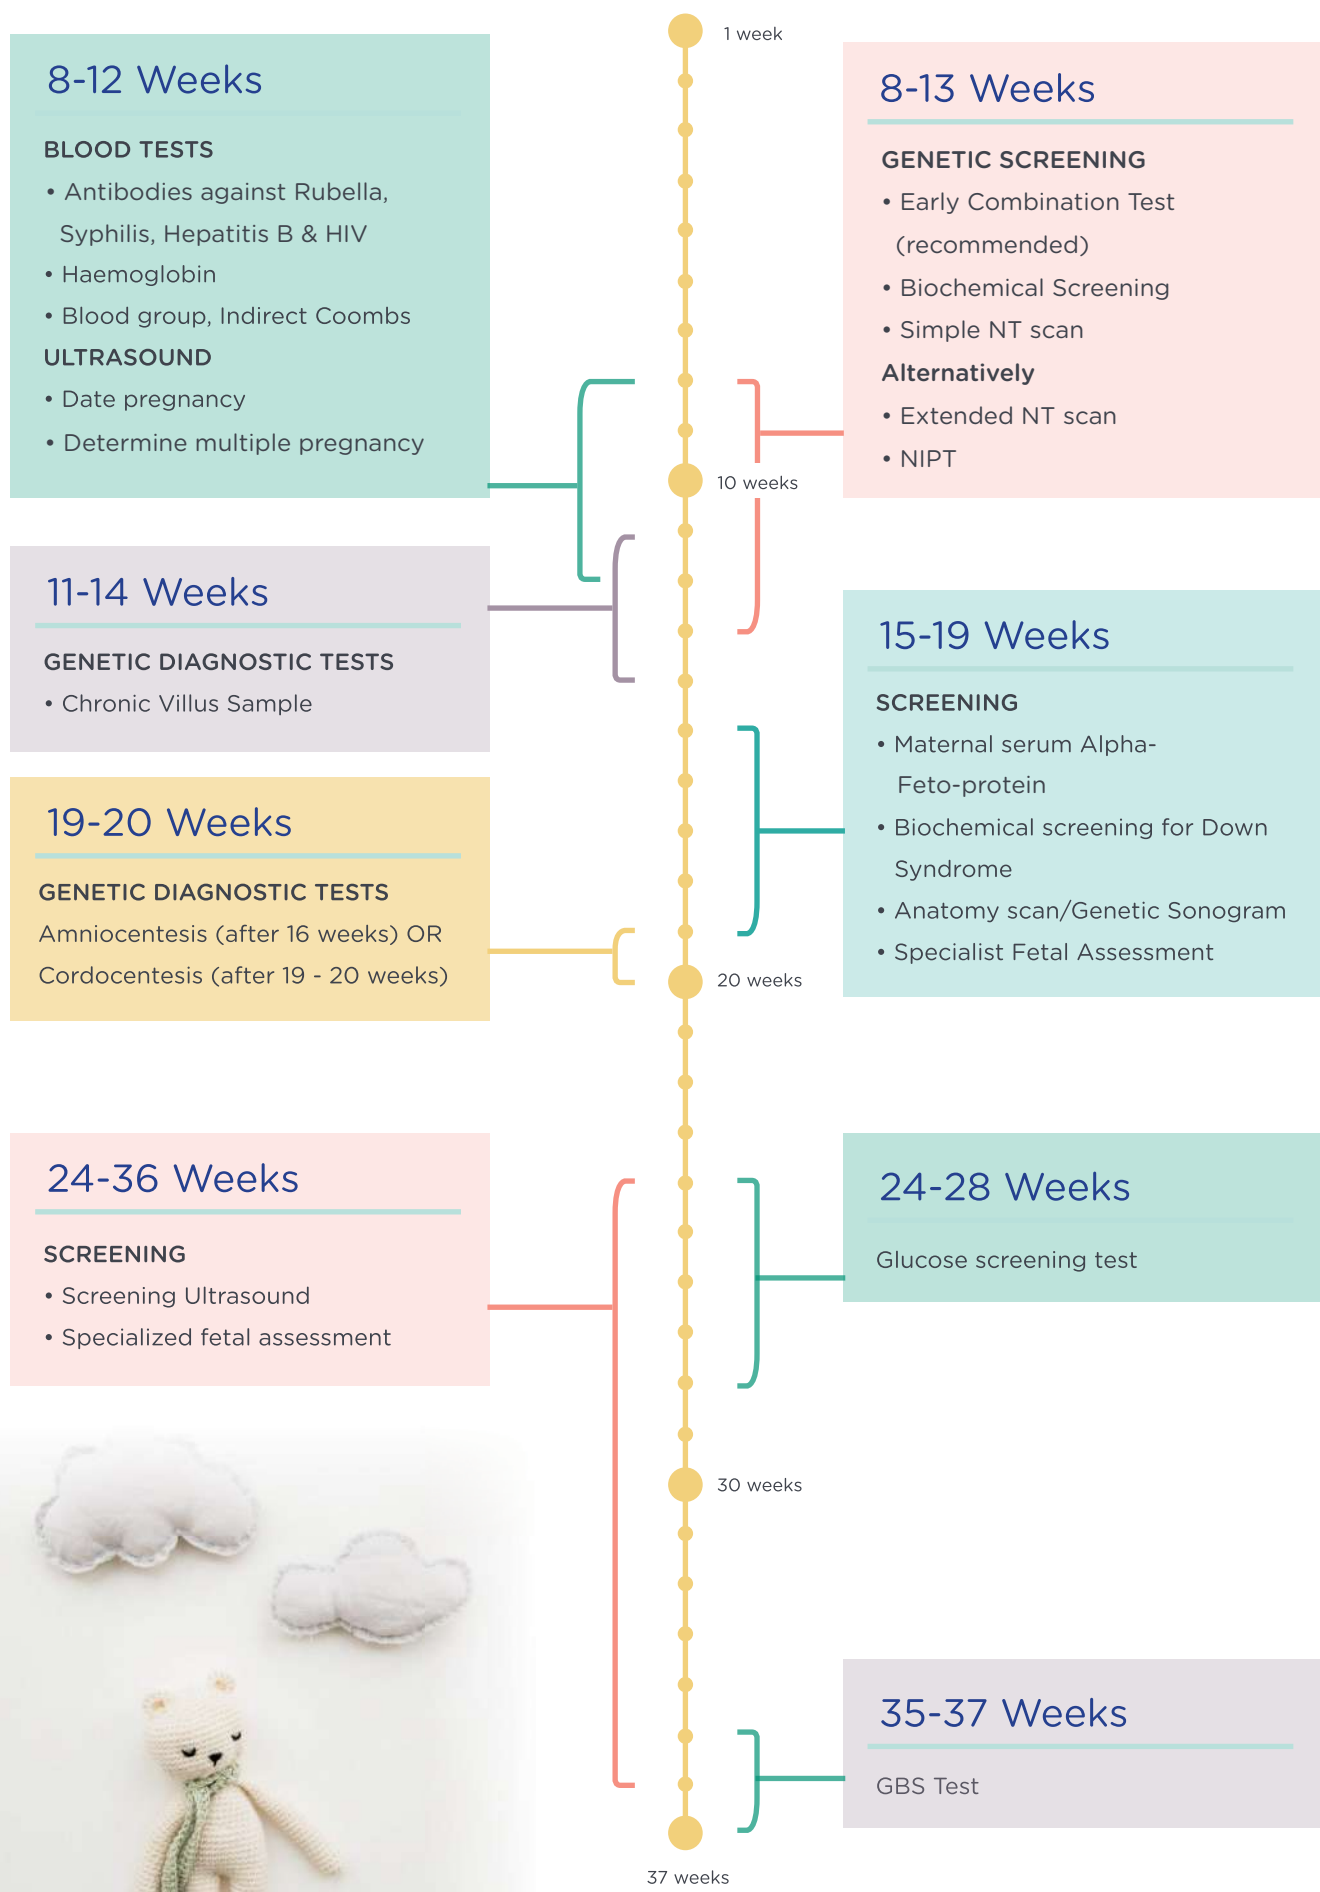 1 week
8-12 Weeks
BLOOD TESTS
• Antibodies against Rubella,
Syphilis, Hepatitis B & HIV
• Haemoglobin
• Blood group, Indirect Coombs
ULTRASOUND
• Date pregnancy
• Determine multiple pregnancy
8-13 Weeks
GENETIC SCREENING
• Early Combination Test
(recommended)
• Biochemical Screening
• Simple NT scan
Alternatively
• Extended NT scan
• NIPT
10 weeks
11-14 Weeks
GENETIC DIAGNOSTIC TESTS
• Chronic Villus Sample
15-19 Weeks
SCREENING
• Maternal serum Alpha-
Feto-protein
• Biochemical screening for Down
Syndrome
• Anatomy scan/Genetic Sonogram
• Specialist Fetal Assessment
19-20 Weeks
GENETIC DIAGNOSTIC TESTS
Amniocentesis (after 16 weeks) OR
Cordocentesis (after 19 - 20 weeks)
20 weeks
24-36 Weeks
SCREENING
• Screening Ultrasound
• Specialized fetal assessment
24-28 Weeks
Glucose screening test
30 weeks
35-37 Weeks
GBS Test
37 weeks